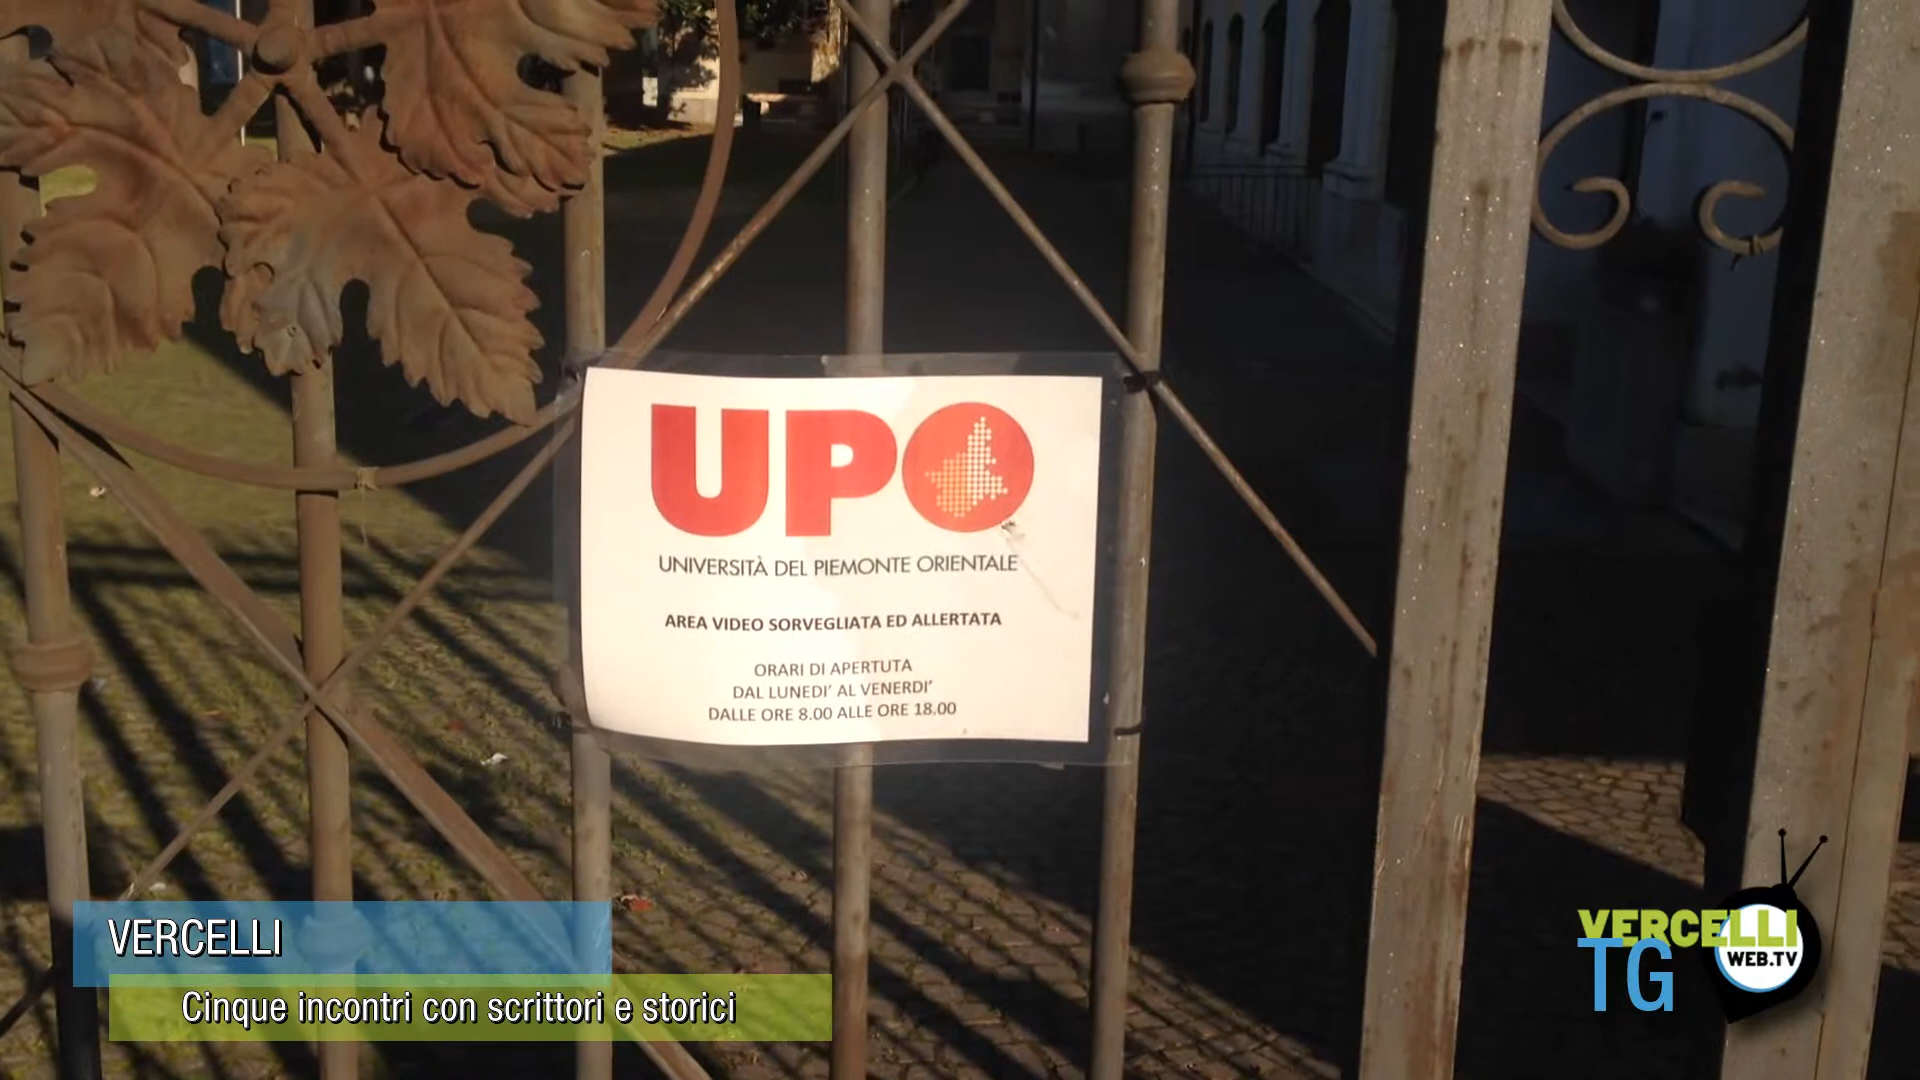 UPO
UNIVERSITÀ DEL PIEMONTE ORIENTALE
AREA VIDEO SORVEGLIATA ED ALLERTATA
ORARI DI APERTUTA
DAL LUNEDI' AL VENERDI'
DALLE ORE 8.00 ALLE ORE 18.00
VERCELLI
Cinque incontri con scrittori e storici
VERCELLI
WEB.TV
TG